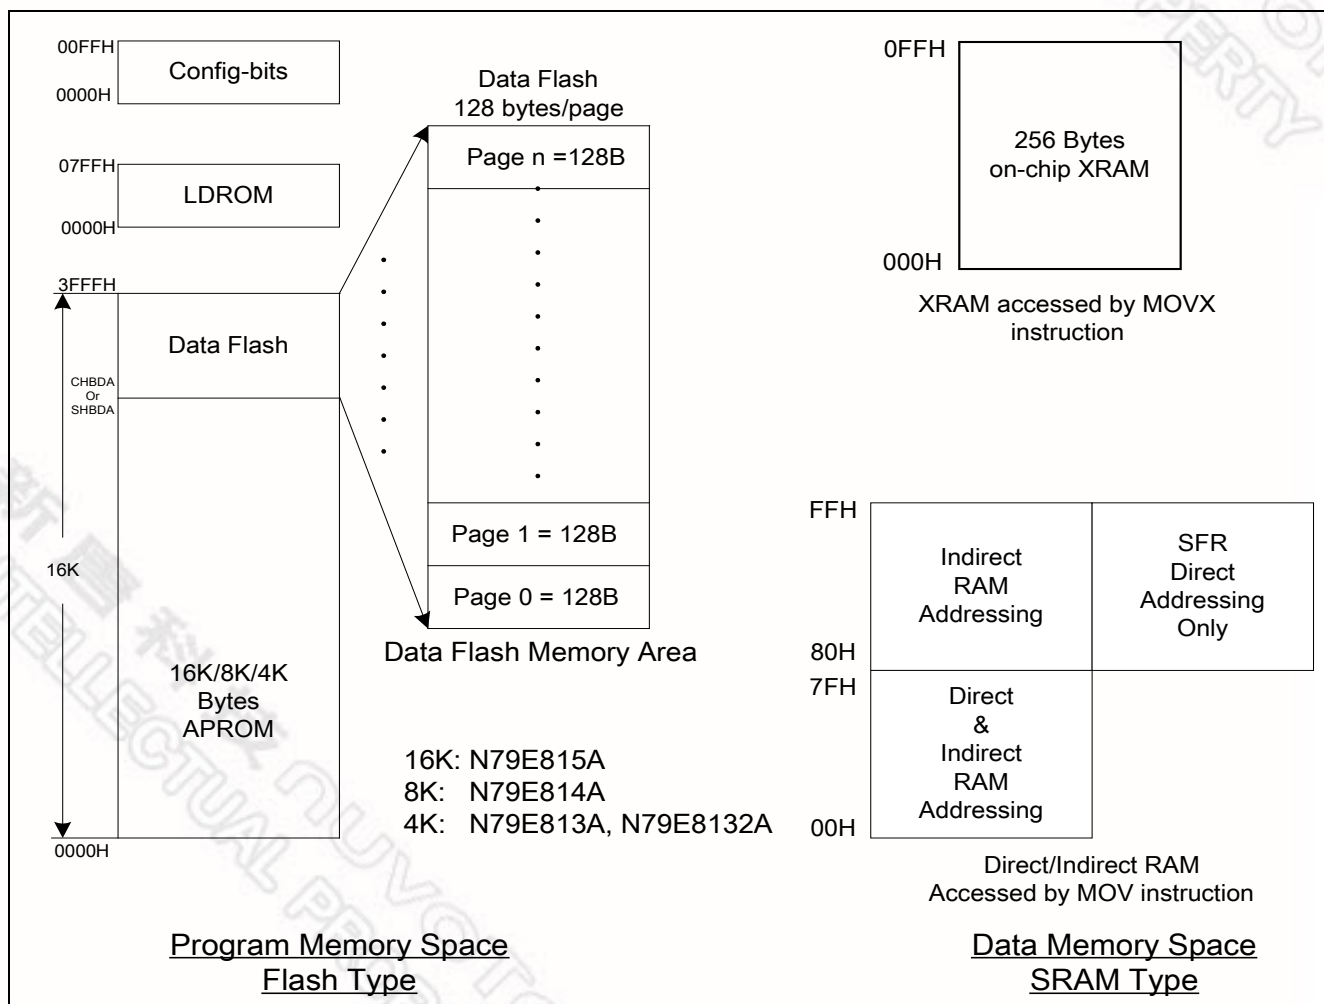 00FFH
Config-bits
0000H
07FFH
LDROM
0000H
3FFFH
Data Flash
CHBDA
Or
SHBDA
16K
16K/8K/4K
Bytes
APROM
0000H
Data Flash
128 bytes/page
Page n =128B
Page 1 = 128B
Page 0 = 128B
Data Flash Memory Area
16K: N79E815A
8K: N79E814A
4K: N79E813A, N79E8132A
Program Memory Space
Flash Type
0FFH
256 Bytes
on-chip XRAM
000H
XRAM accessed by MOVX
instruction
FFH
Indirect
RAM
Addressing
SFR
Direct
Addressing
Only
80H
7FH
Direct
&
Indirect
RAM
Addressing
00H
Direct/Indirect RAM
Accessed by MOV instruction
Data Memory Space
SRAM Type